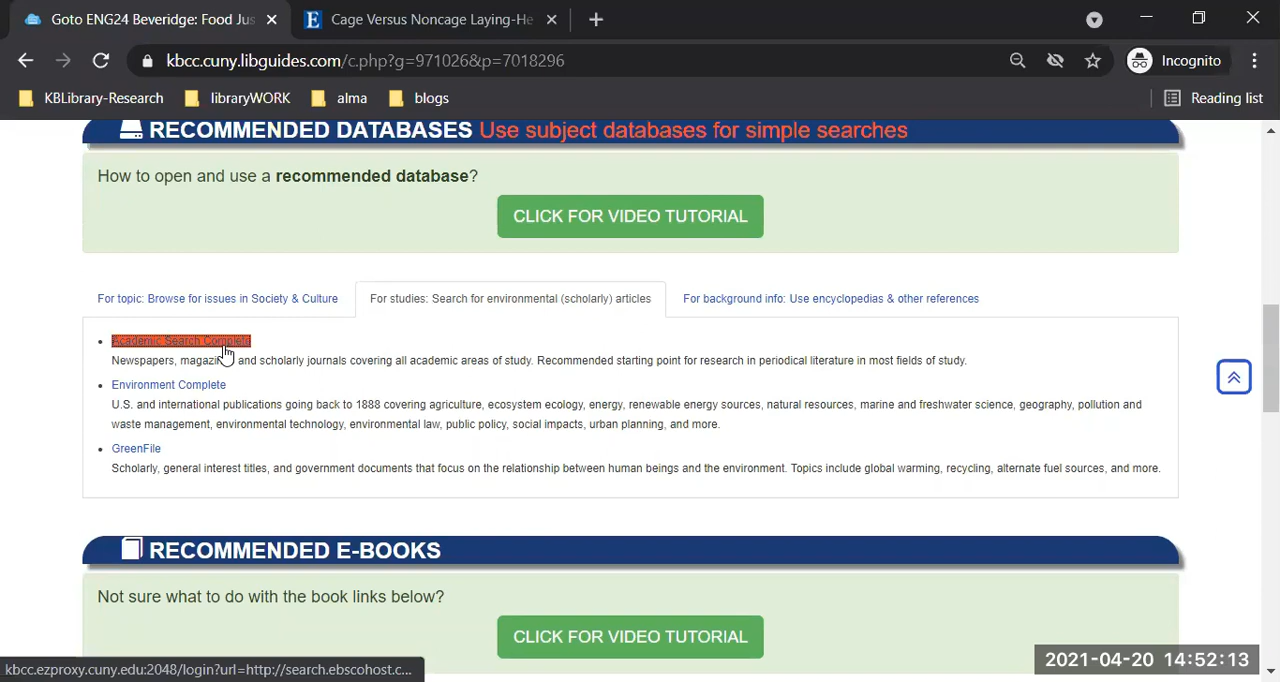 Goto ENG24 Beveridge: Food Jus
Cage Versus Noncage Laying-He
kbcc.cuny.libguides.com/c.php?g=971026&p=7018296
Incognito
KBLibrary-Research
libraryWORK
alma
blogs
Reading list
RECOMMENDED DATABASES Use subject databases for simple searches
How to open and use a recommended database?
CLICK FOR VIDEO TUTORIAL
For topic: Browse for issues in Society & Culture
For studies: Search for environmental (scholarly) articles
For background info: Use encyclopedias & other references
Academic Search Complete
Newspapers, and scholarly journals covering all academic areas of study. Recommended starting point for research in periodical literature in most fields of study.
Environment Complete
U.S. and international publications going back to 1888 covering agriculture, ecosystem ecology, energy, renewable energy sources, natural resources, marine and freshwater science, geography, pollution and
waste management, environmental technology, environmental law, public policy, social impacts, urban planning, and more.
GreenFile
Scholarly, general interest titles, and government documents that focus on the relationship between human beings and the environment. Topics include global warming, recycling, alternate fuel sources, and more.
RECOMMENDED E-BOOKS
Not sure what to do with the book links below?
CLICK FOR VIDEO TUTORIAL
kbcc.ezproxy.cuny.edu:2048/login?url=http://search.ebscohost.c...
2021-04-20 14:52:13